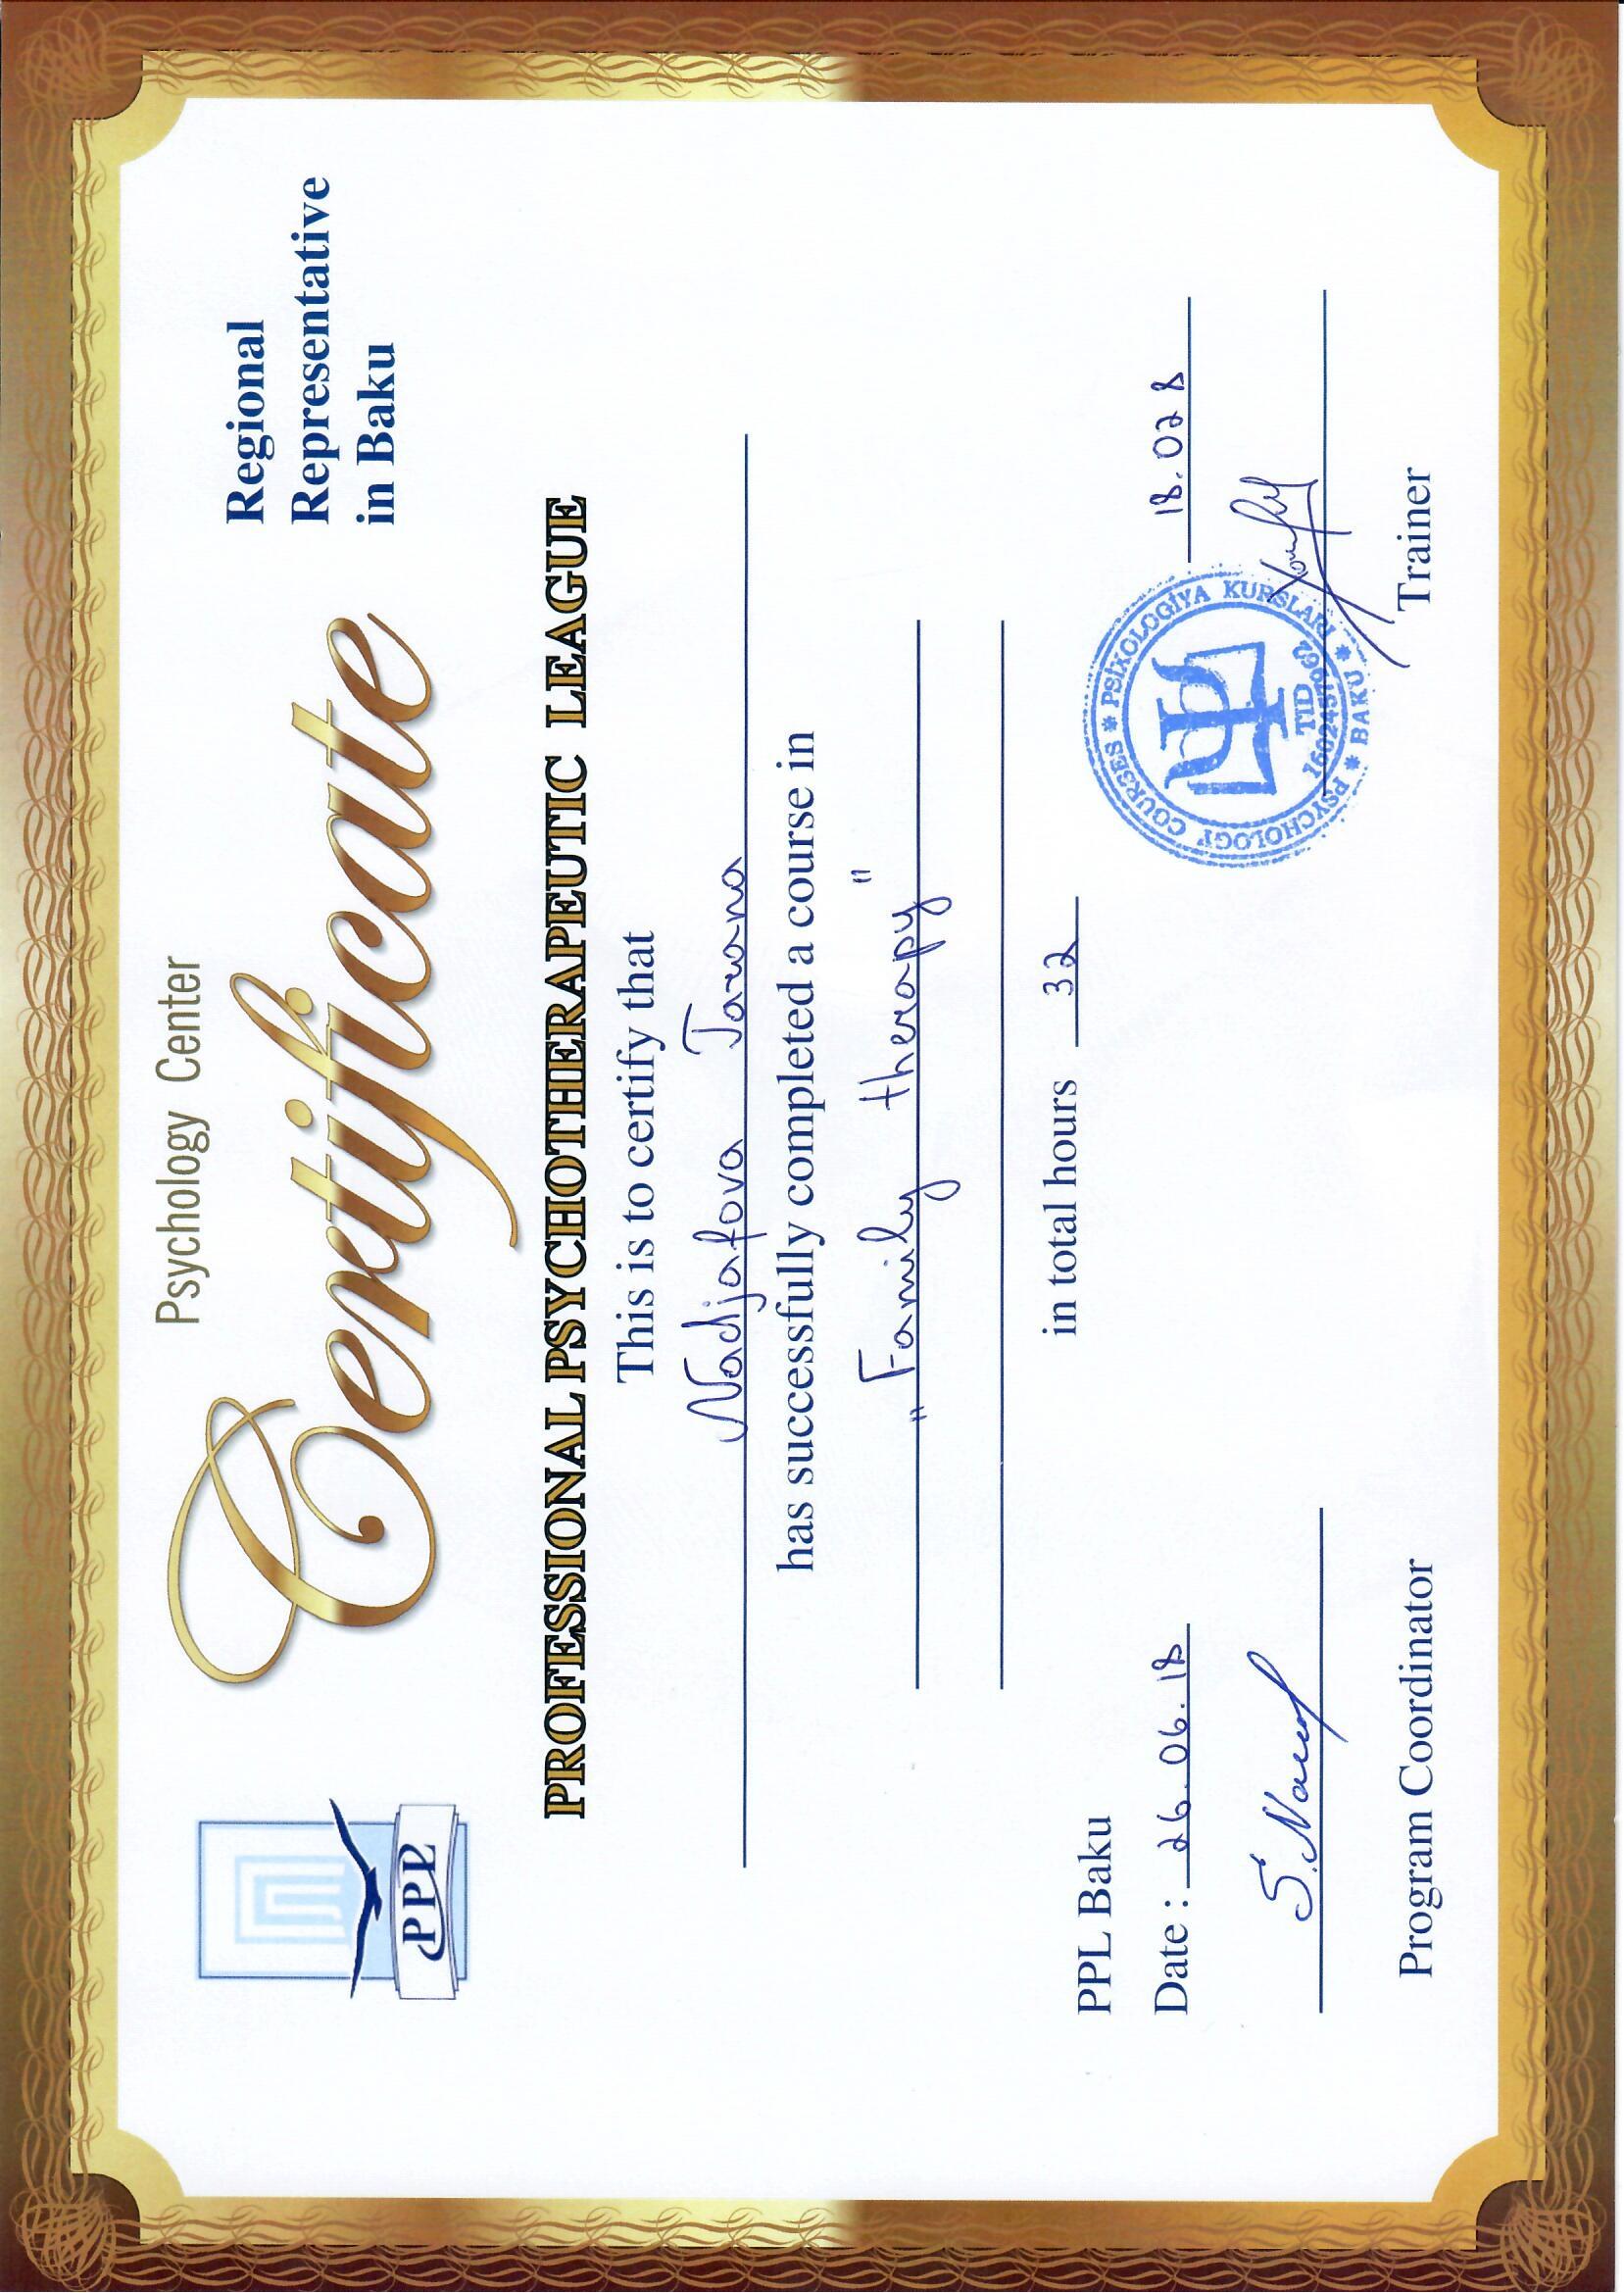 Psychology Center
Certificate
Regional
Representative
in Baku
PPL
PROFESSIONAL PSYCHOTHERAPEUTIC LEAGUE
This is to certify that
Nadjafova Tarana
has successfully completed a course in
„Family therapy"
in total hours 32
PPL Baku
Date : 26.06.18
18.028
PSYCHOLOGY COURSES * PSİXOLOGİYA KURSLARI * BAKU *
TID
1602457962
Program Coordinator
Trainer